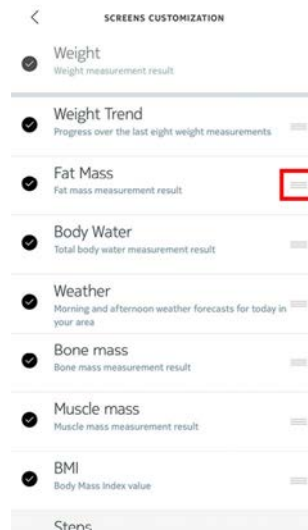 SCREENS CUSTOMIZATION
Weight
Weight measurement result
Weight Trend
Progress over the last eight weight measurements
Fat Mass
Fat mass measurement result
Body Water
Total body water measurement result
Weather
Morning and afternoon weather forecasts for today in
your area
Bone mass
Bone mass measurement result
Muscle mass
Muscle mass measurement result
BMI
Body Mass Index value
Steps